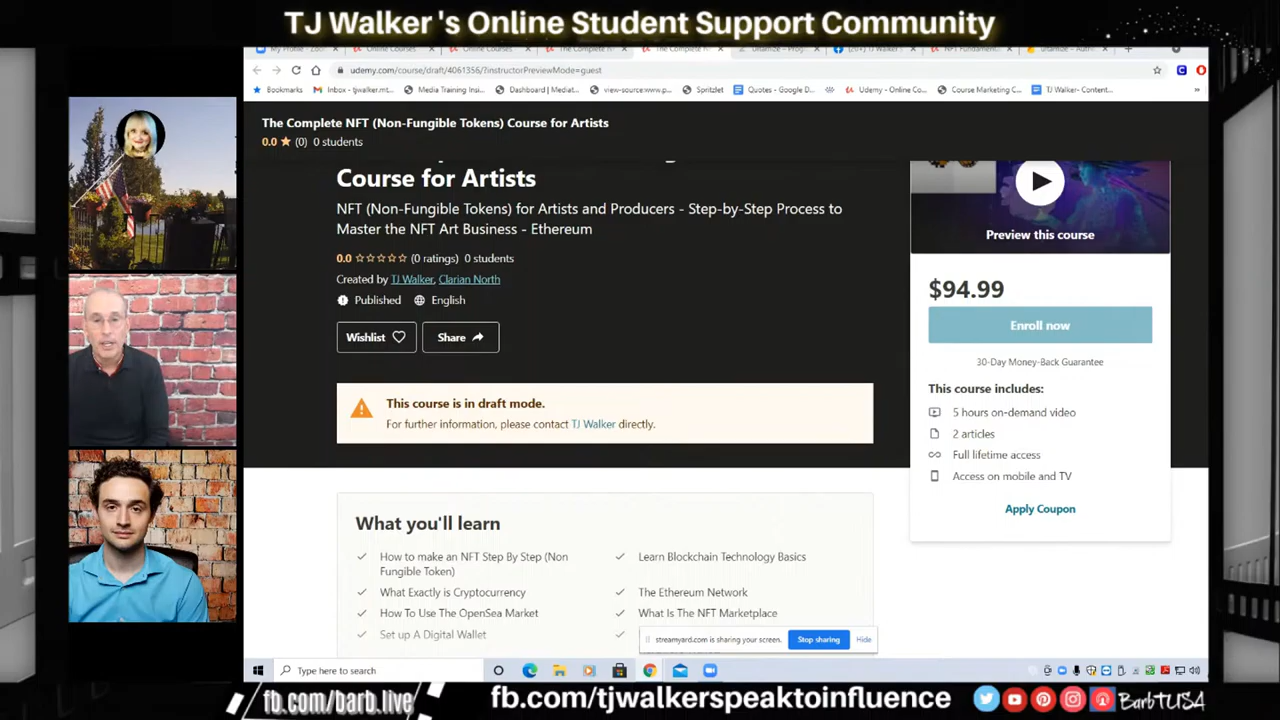 TJ Walker 's Online Student Support Community
udemy.com/course/draft/4061356/?instructorPreviewMode=guest
Bookmarks
Inbox - tjwalker.mt...
Media Training Insi...
Dashboard | Mediat...
view-source:www.p...
Spritzlet
Quotes - Google D...
Udemy - Online Co...
Course Marketing C...
TJ Walker- Content...
The Complete NFT (Non-Fungible Tokens) Course for Artists
0.0 ★ (0) 0 students
Course for Artists
NFT (Non-Fungible Tokens) for Artists and Producers - Step-by-Step Process to
Master the NFT Art Business - Ethereum
0.0 ☆☆☆☆☆ (0 ratings) 0 students
Created by TJ Walker, Clarian North
Published English
Wishlist
Share
This course is in draft mode.
For further information, please contact TJ Walker directly.
Preview this course
$94.99
Enroll now
30-Day Money-Back Guarantee
This course includes:
5 hours on-demand video
2 articles
Full lifetime access
Access on mobile and TV
Apply Coupon
What you'll learn
How to make an NFT Step By Step (Non
Fungible Token)
What Exactly is Cryptocurrency
How To Use The OpenSea Market
Set up A Digital Wallet
Learn Blockchain Technology Basics
The Ethereum Network
What Is The NFT Marketplace
streamyard.com is sharing your screen.
Stop sharing
Hide
Type here to search
fb.com/barb.live
fb.com/tjwalkerspeaktoinfluence
BarbTUSA